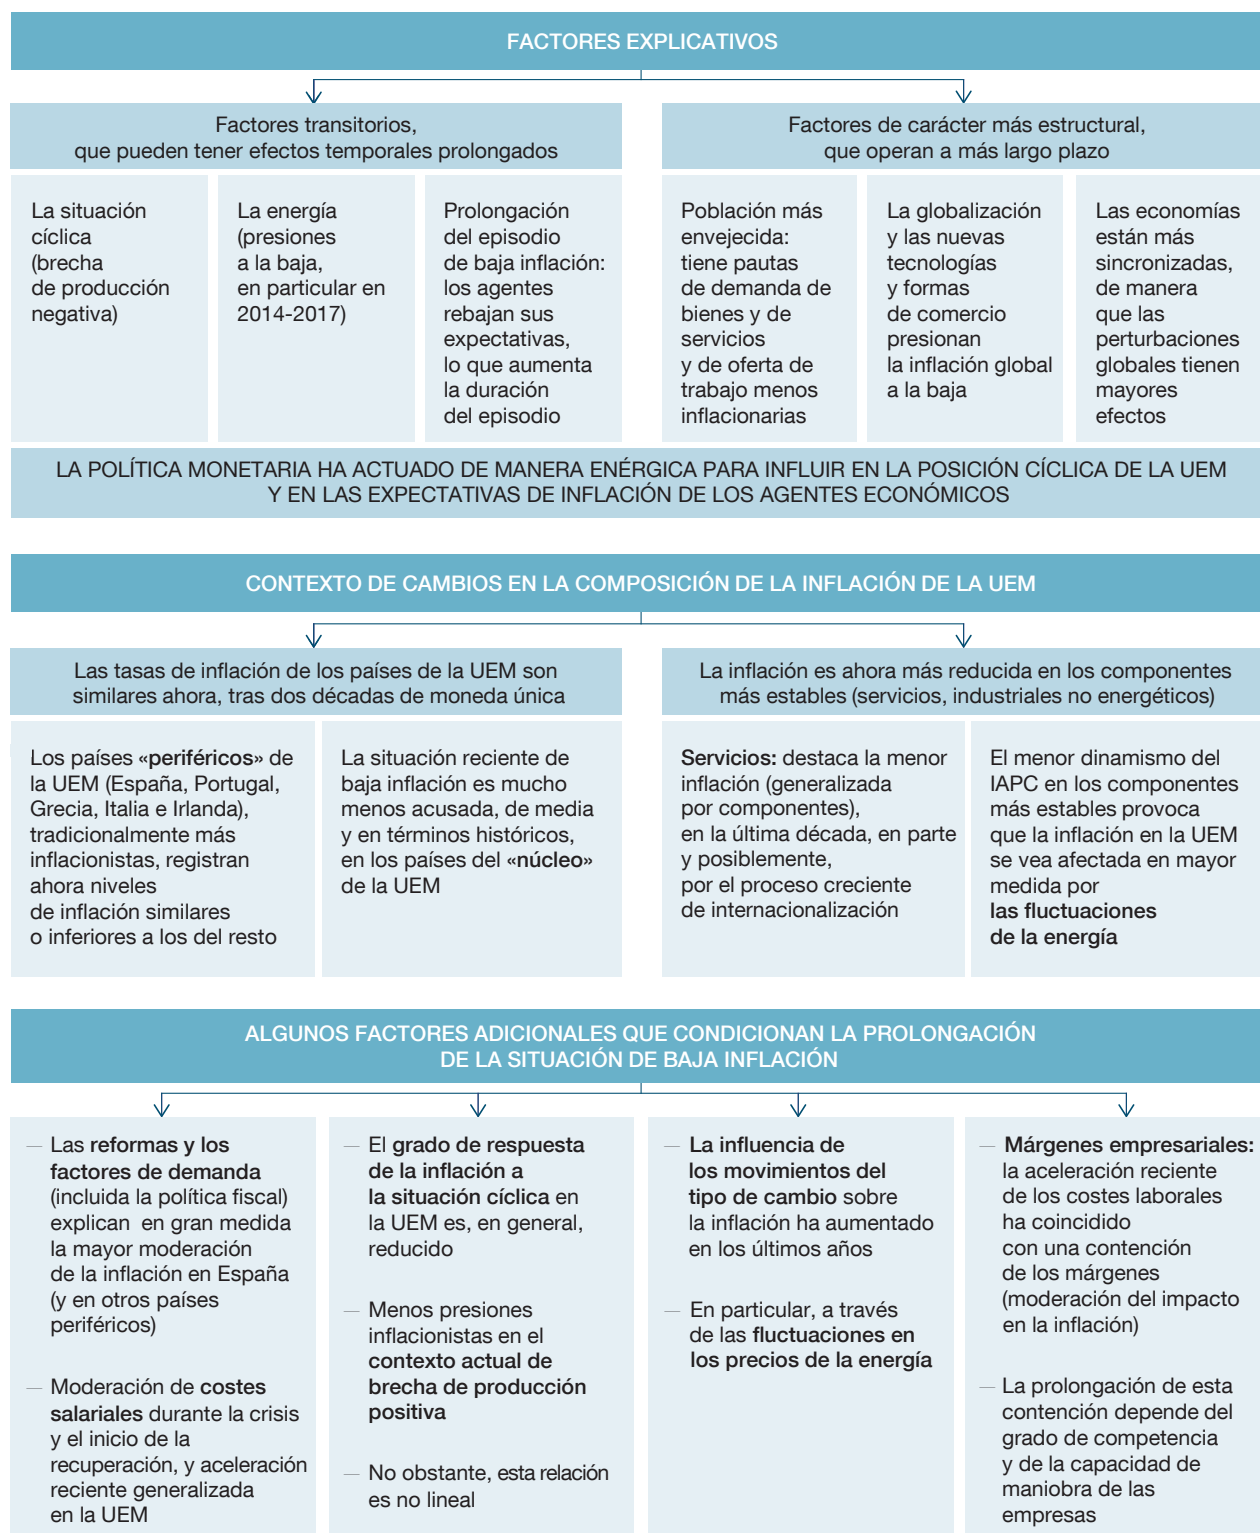 FACTORES EXPLICATIVOS
Factores transitorios,
que pueden tener efectos temporales prolongados
La situación
cíclica
(brecha
de producción
negativa)
La energía
(presiones
a la baja,
en particular en
2014-2017)
Prolongación
del episodio
de baja inflación:
los agentes
rebajan sus
expectativas,
lo que aumenta
la duración
del episodio
Factores de carácter más estructural,
que operan a más largo plazo
Población más
envejecida:
tiene pautas
de demanda de
bienes y de
servicios
y de oferta de
trabajo menos
inflacionarias
La globalización
y las nuevas
tecnologías
y formas
de comercio
presionan
la inflación global
a la baja
Las economías
están más
sincronizadas,
de manera
que las
perturbaciones
globales tienen
mayores
efectos
LA POLÍTICA MONETARIA HA ACTUADO DE MANERA ENÉRGICA PARA INFLUIR EN LA POSICIÓN CÍCLICA DE LA UEM
Y EN LAS EXPECTATIVAS DE INFLACIÓN DE LOS AGENTES ECONÓMICOS
CONTEXTO DE CAMBIOS EN LA COMPOSICIÓN DE LA INFLACIÓN DE LA UEM
Las tasas de inflación de los países de la UEM son
similares ahora, tras dos décadas de moneda única
Los países «periféricos» de
la UEM (España, Portugal,
Grecia, Italia e Irlanda),
tradicionalmente más
inflacionistas, registran
ahora niveles
de inflación similares
o inferiores a los del resto
La situación reciente de
baja inflación es mucho
menos acusada, de media
y en términos históricos,
en los países del «núcleo»
de la UEM
La inflación es ahora más reducida en los componentes
más estables (servicios, industriales no energéticos)
Servicios: destaca la menor
inflación (generalizada
por componentes),
en la última década, en parte
y posiblemente,
por el proceso creciente
de internacionalización
El menor dinamismo del
IAPC en los componentes
más estables provoca
que la inflación en la UEM
se vea afectada en mayor
medida por
las fluctuaciones
de la energía
ALGUNOS FACTORES ADICIONALES QUE CONDICIONAN LA PROLONGACIÓN
DE LA SITUACIÓN DE BAJA INFLACIÓN
— Las reformas y los
factores de demanda
(incluida la política fiscal)
explican en gran medida
la mayor moderación
de la inflación en España
(y en otros países
periféricos)
— Moderación de costes
salariales durante la crisis
y el inicio de la
recuperación, y aceleración
reciente generalizada
en la UEM
— El grado de respuesta
de la inflación a
la situación cíclica en
la UEM es, en general,
reducido
— Menos presiones
inflacionistas en el
contexto actual de
brecha de producción
positiva
— No obstante, esta relación
es no lineal
— La influencia de
los movimientos del
tipo de cambio sobre
la inflación ha aumentado
en los últimos años
— En particular, a través
de las fluctuaciones en
los precios de la energía
— Márgenes empresariales:
la aceleración reciente
de los costes laborales
ha coincidido
con una contención
de los márgenes
(moderación del impacto
en la inflación)
— La prolongación de esta
contención depende del
grado de competencia
y de la capacidad de
maniobra de las
empresas